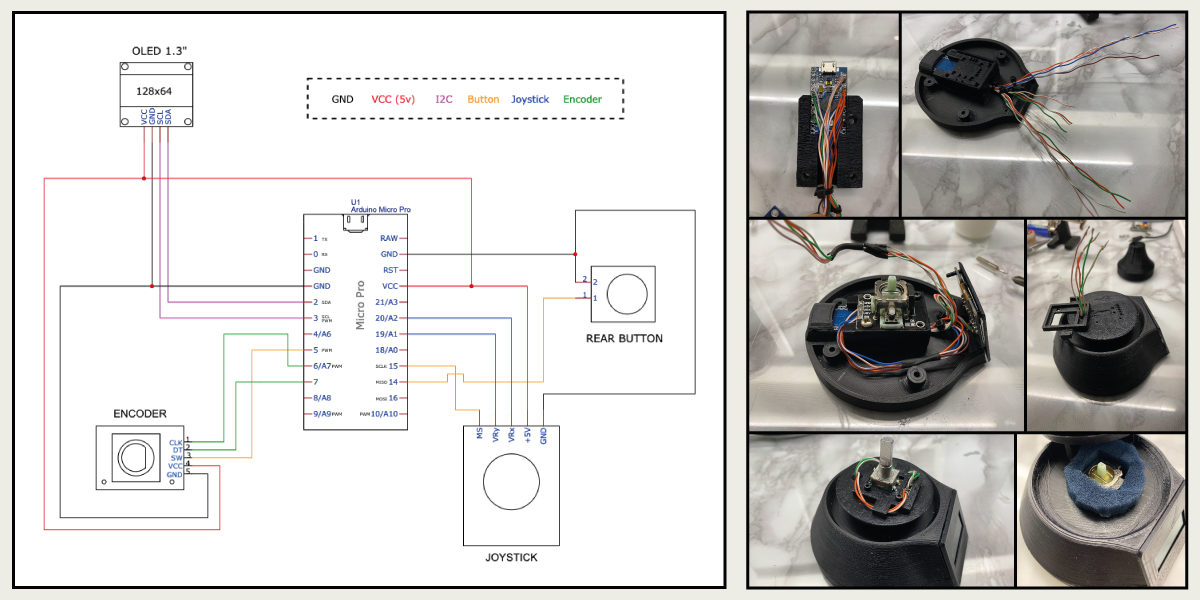 OLED 1.3"
128x64
VCC
GND
SCL
SDA
GND VCC (5v) I2C Button Joystick Encoder
U1
Arduino Micro Pro
Micro Pro
1 TX
0 RX
GND
GND
2 SDA
3 SCL PWM
4/A6
5 PWM
6/A7 PWM
7
8/A8
9/A9 PWM
RAW
GND
RST
VCC
21/A3
20/A2
19/A1
18/A0
SCLK 15
MISO 14
MOSI 16
PWM 10/A10
2 2
1 1
REAR BUTTON
ENCODER
CLK 1
DT 2
SW 3
VCC 4
GND 5
MS
VRy
VRx
+5V
GND
JOYSTICK